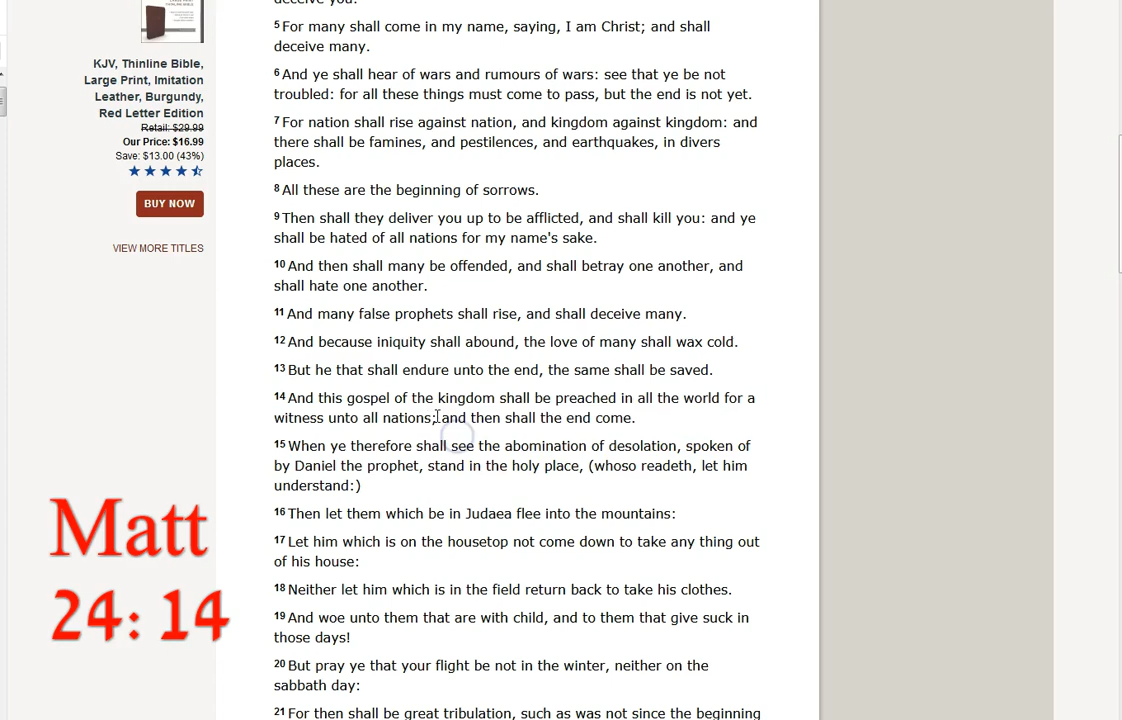 deceive you.
5 For many shall come in my name, saying, I am Christ; and shall
deceive many.
6 And ye shall hear of wars and rumours of wars: see that ye be not
troubled: for all these things must come to pass, but the end is not yet.
7 For nation shall rise against nation, and kingdom against kingdom: and
there shall be famines, and pestilences, and earthquakes, in divers
places.
8 All these are the beginning of sorrows.
9 Then shall they deliver you up to be afflicted, and shall kill you: and ye
shall be hated of all nations for my name's sake.
10 And then shall many be offended, and shall betray one another, and
shall hate one another.
11 And many false prophets shall rise, and shall deceive many.
12 And because iniquity shall abound, the love of many shall wax cold.
13 But he that shall endure unto the end, the same shall be saved.
14 And this gospel of the kingdom shall be preached in all the world for a
witness unto all nations; and then shall the end come.
15 When ye therefore shall see the abomination of desolation, spoken of
by Daniel the prophet, stand in the holy place, (whoso readeth, let him
understand:)
16 Then let them which be in Judaea flee into the mountains:
17 Let him which is on the housetop not come down to take any thing out
of his house:
18 Neither let him which is in the field return back to take his clothes.
19 And woe unto them that are with child, and to them that give suck in
those days!
20 But pray ye that your flight be not in the winter, neither on the
sabbath day:
21 For then shall be great tribulation, such as was not since the beginning
KJV, Thinline Bible,
Large Print, Imitation
Leather, Burgundy,
Red Letter Edition
Retail: $29.99
Our Price: $16.99
Save: $13.00 (43%)
BUY NOW
VIEW MORE TITLES
Matt
24: 14